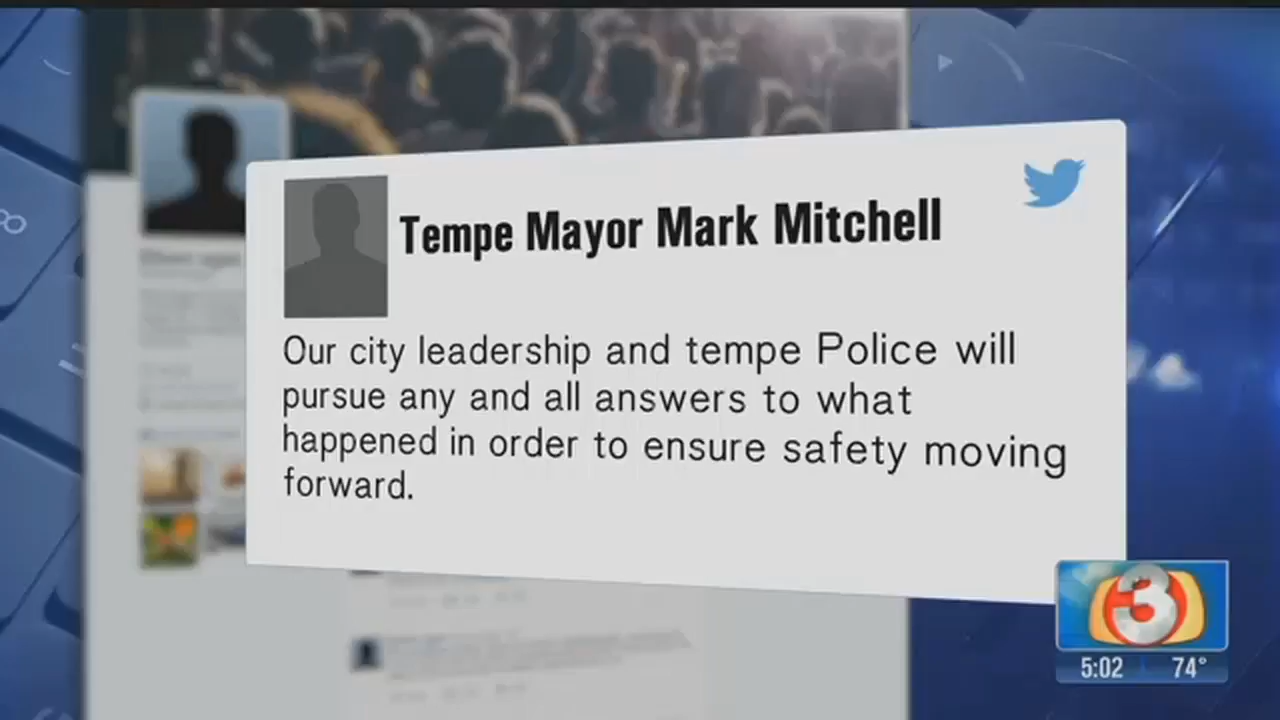 Tempe Mayor Mark Mitchell
Our city leadership and tempe Police will
pursue any and all answers to what
happened in order to ensure safety moving
forward.
3
5:02 74°
8